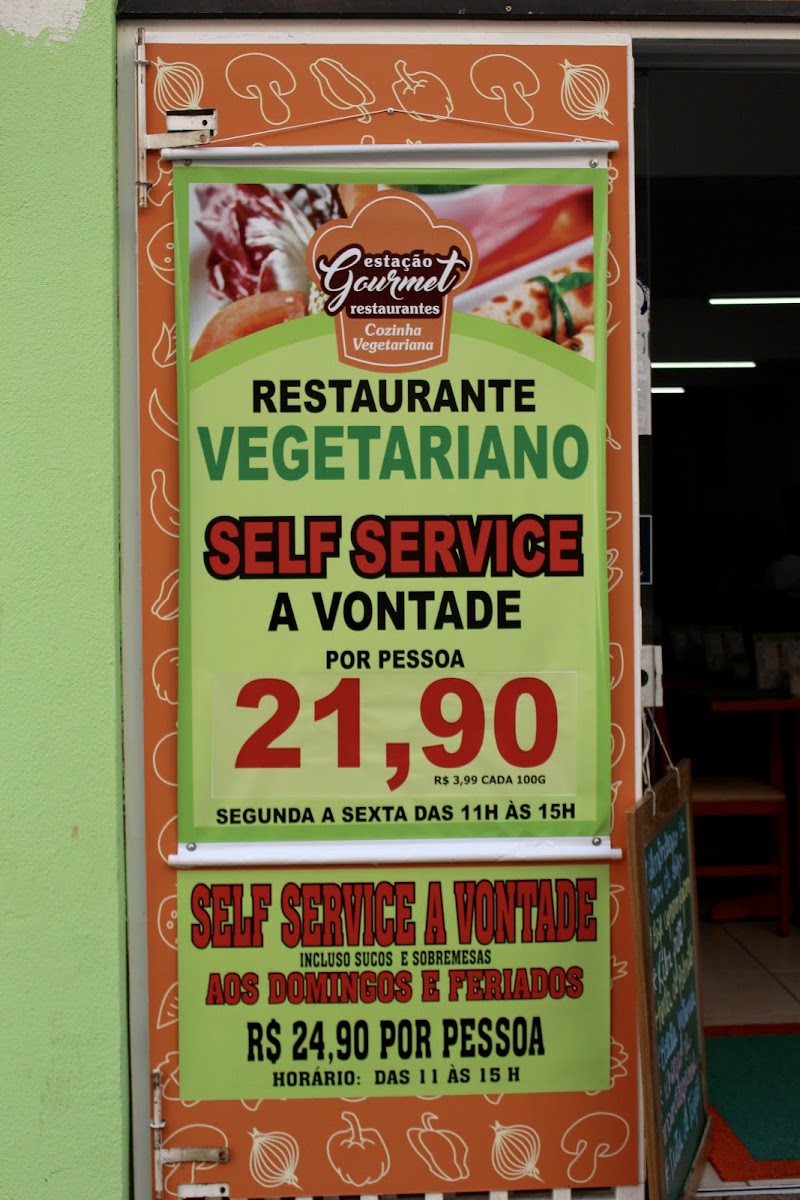 estação
Gourmet
restaurantes
Cozinha
Vegetariana
RESTAURANTE
VEGETARIANO
SELF SERVICE
A VONTADE
POR PESSOA
21,90
R$ 3,99 CADA 100G
SEGUNDA A SEXTA DAS 11H ÀS 15H
SELF SERVICE A VONTADE
INCLUSO SUCOS E SOBREMESAS
AOS DOMINGOS E FERIADOS
R$ 24,90 POR PESSOA
HORÁRIO: DAS 11 ÀS 15 H